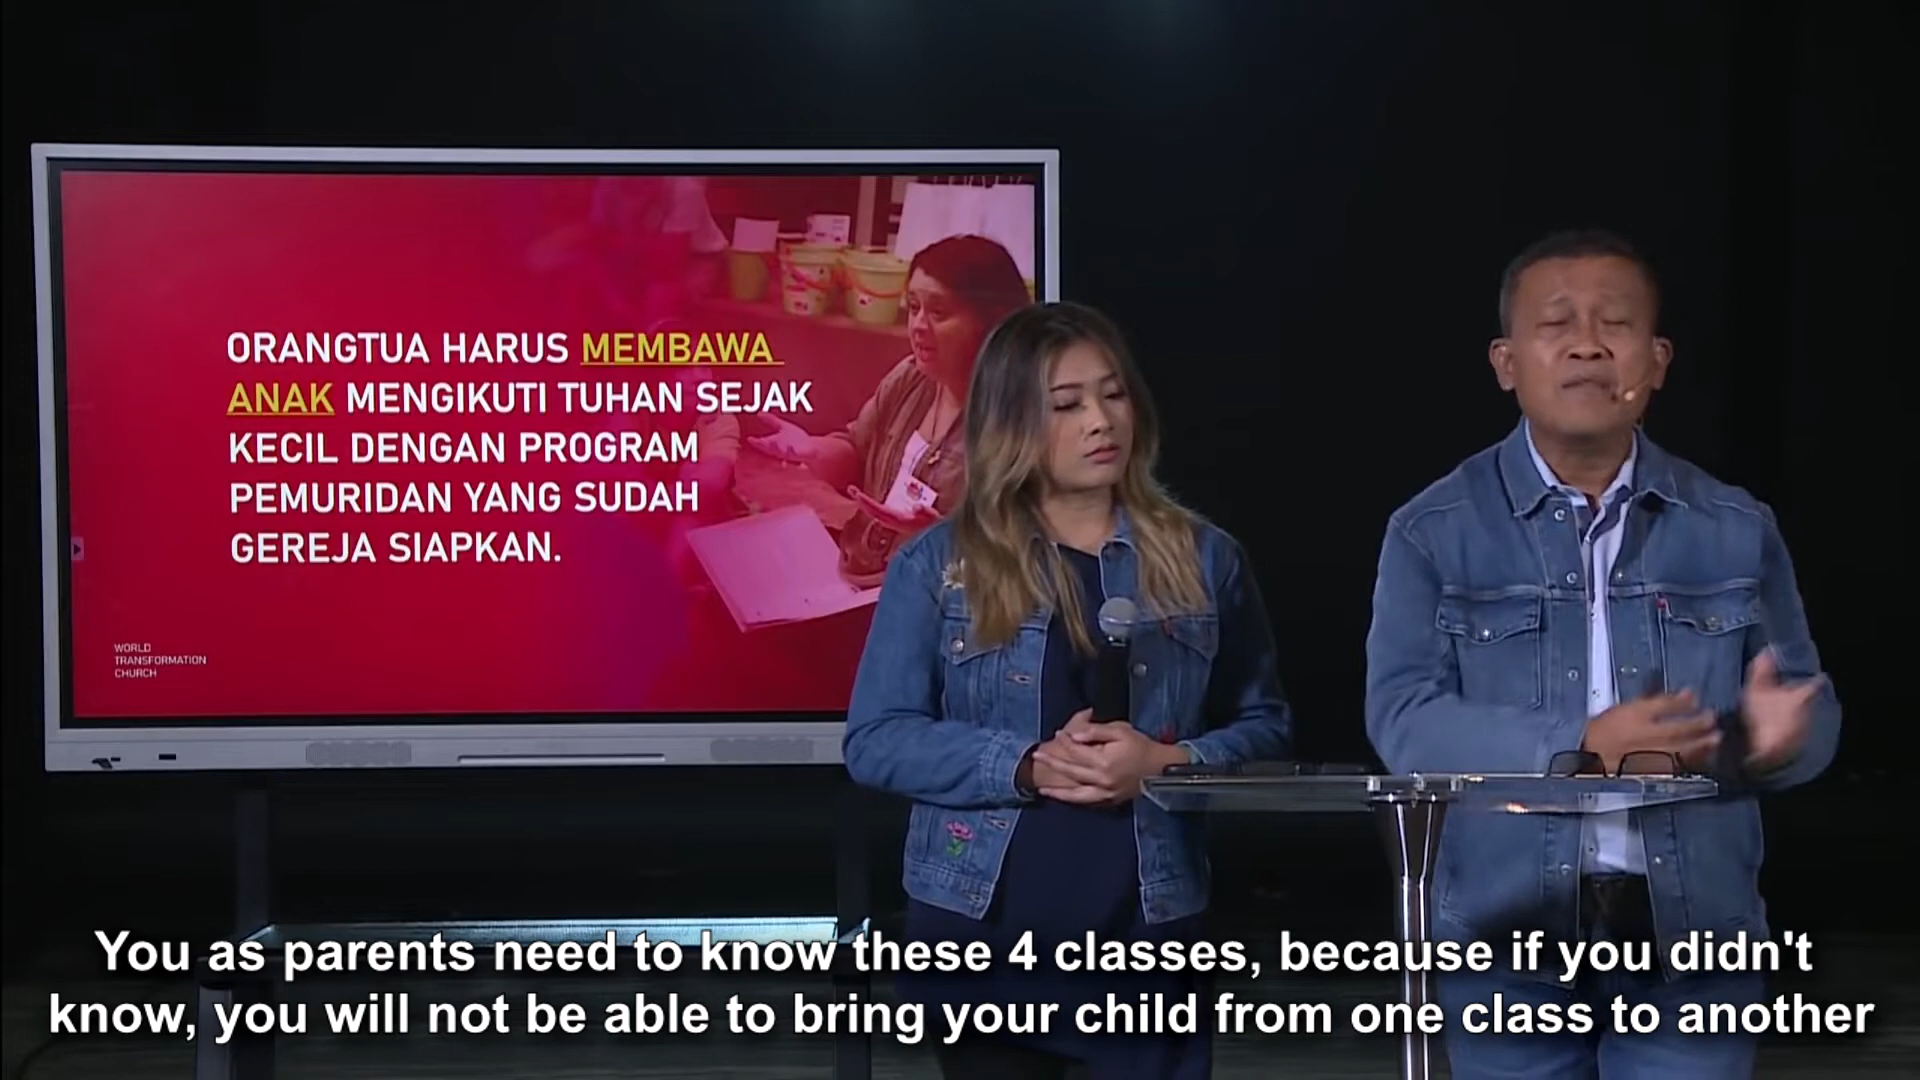 ORANGTUA HARUS MEMBAWA
ANAK MENGIKUTI TUHAN SEJAK
KECIL DENGAN PROGRAM
PEMURIDAN YANG SUDAH
GEREJA SIAPKAN.
WORLD
TRANSFORMATION
CHURCH
You as parents need to know these 4 classes, because if you didn't
know, you will not be able to bring your child from one class to another